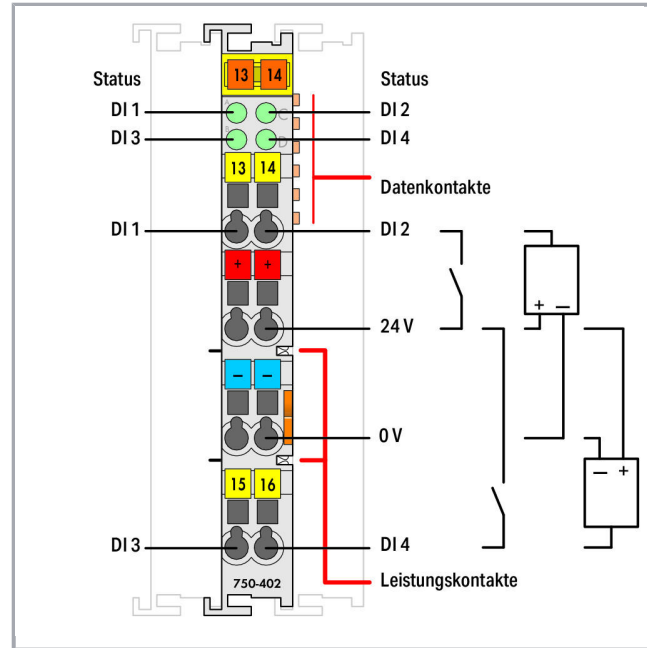 13 14
Status Status
DI 1 A C DI 2
DI 3 B D DI 4
13 14
Datenkontakte
DI 1 DI 2
+ +
+ −
24 V
− −
0 V
− +
15 16
DI 3 DI 4
750-402
Leistungskontakte